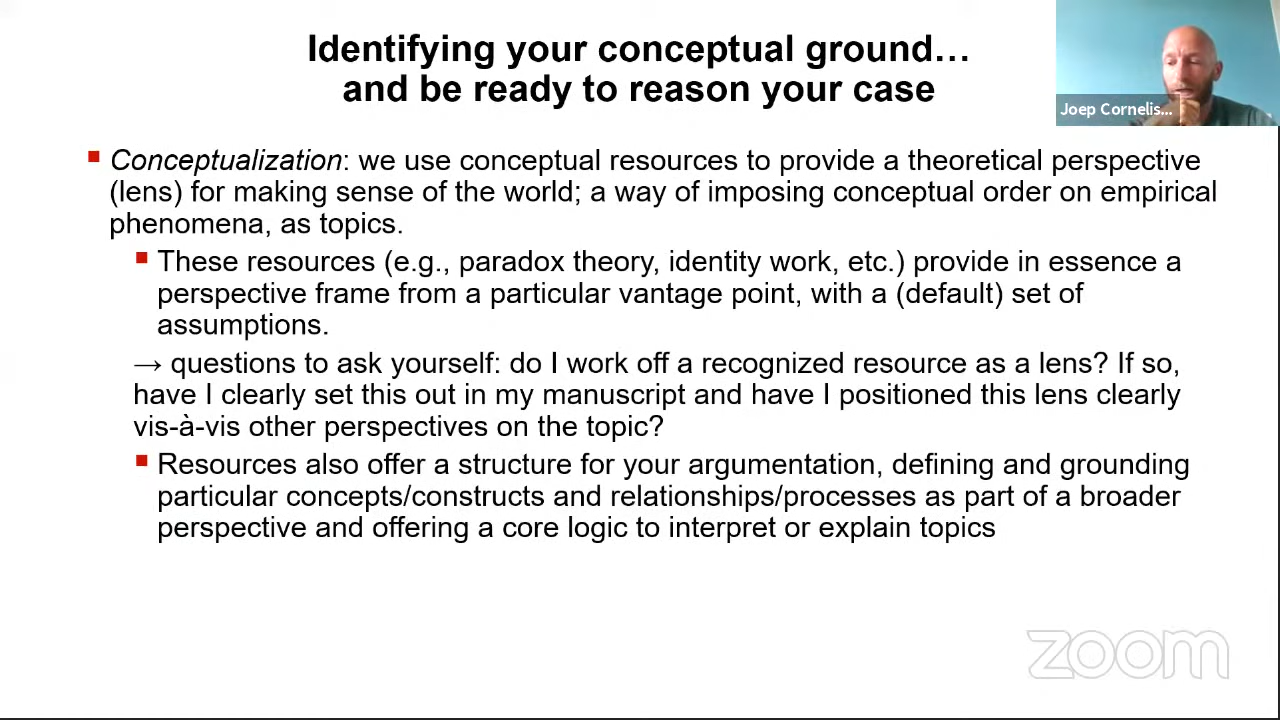 Identifying your conceptual ground…
and be ready to reason your case
Joep Cornelis...
Conceptualization: we use conceptual resources to provide a theoretical perspective
(lens) for making sense of the world; a way of imposing conceptual order on empirical
phenomena, as topics.
These resources (e.g., paradox theory, identity work, etc.) provide in essence a
perspective frame from a particular vantage point, with a (default) set of
assumptions.
→ questions to ask yourself: do I work off a recognized resource as a lens? If so,
have I clearly set this out in my manuscript and have I positioned this lens clearly
vis-à-vis other perspectives on the topic?
Resources also offer a structure for your argumentation, defining and grounding
particular concepts/constructs and relationships/processes as part of a broader
perspective and offering a core logic to interpret or explain topics
zoom